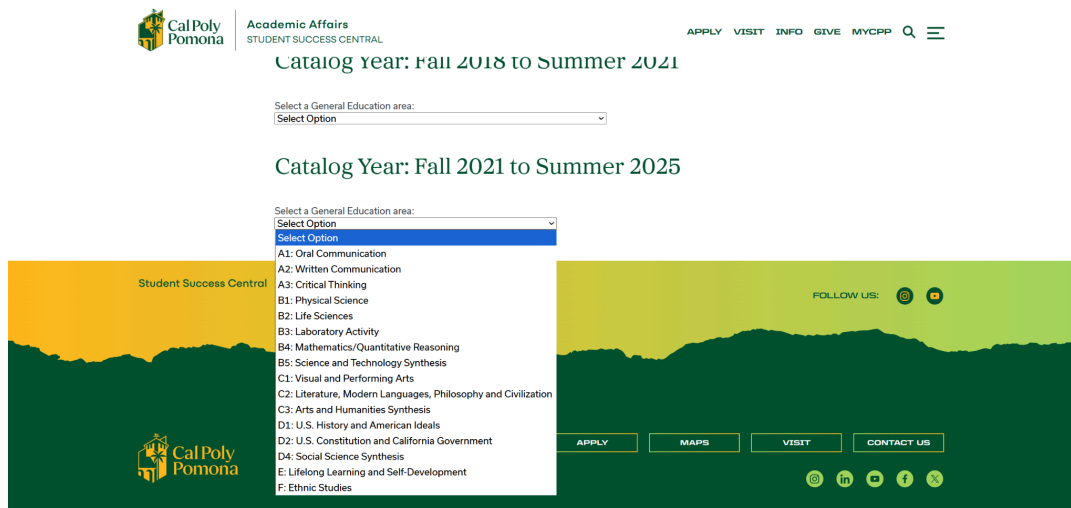 Cal Poly
Pomona
Academic Affairs
STUDENT SUCCESS CENTRAL
APPLY VISIT INFO GIVE MYCPP
Catalog Year: Fall 2018 to Summer 2021
Select a General Education area:
Select Option
Catalog Year: Fall 2021 to Summer 2025
Select a General Education area:
Select Option
Select Option
A1: Oral Communication
A2: Written Communication
A3: Critical Thinking
B1: Physical Science
B2: Life Sciences
B3: Laboratory Activity
B4: Mathematics/Quantitative Reasoning
B5: Science and Technology Synthesis
C1: Visual and Performing Arts
C2: Literature, Modern Languages, Philosophy and Civilization
C3: Arts and Humanities Synthesis
D1: U.S. History and American Ideals
D2: U.S. Constitution and California Government
D4: Social Science Synthesis
E: Lifelong Learning and Self-Development
F: Ethnic Studies
Student Success Central
FOLLOW US:
Cal Poly
Pomona
APPLY
MAPS
VISIT
CONTACT US